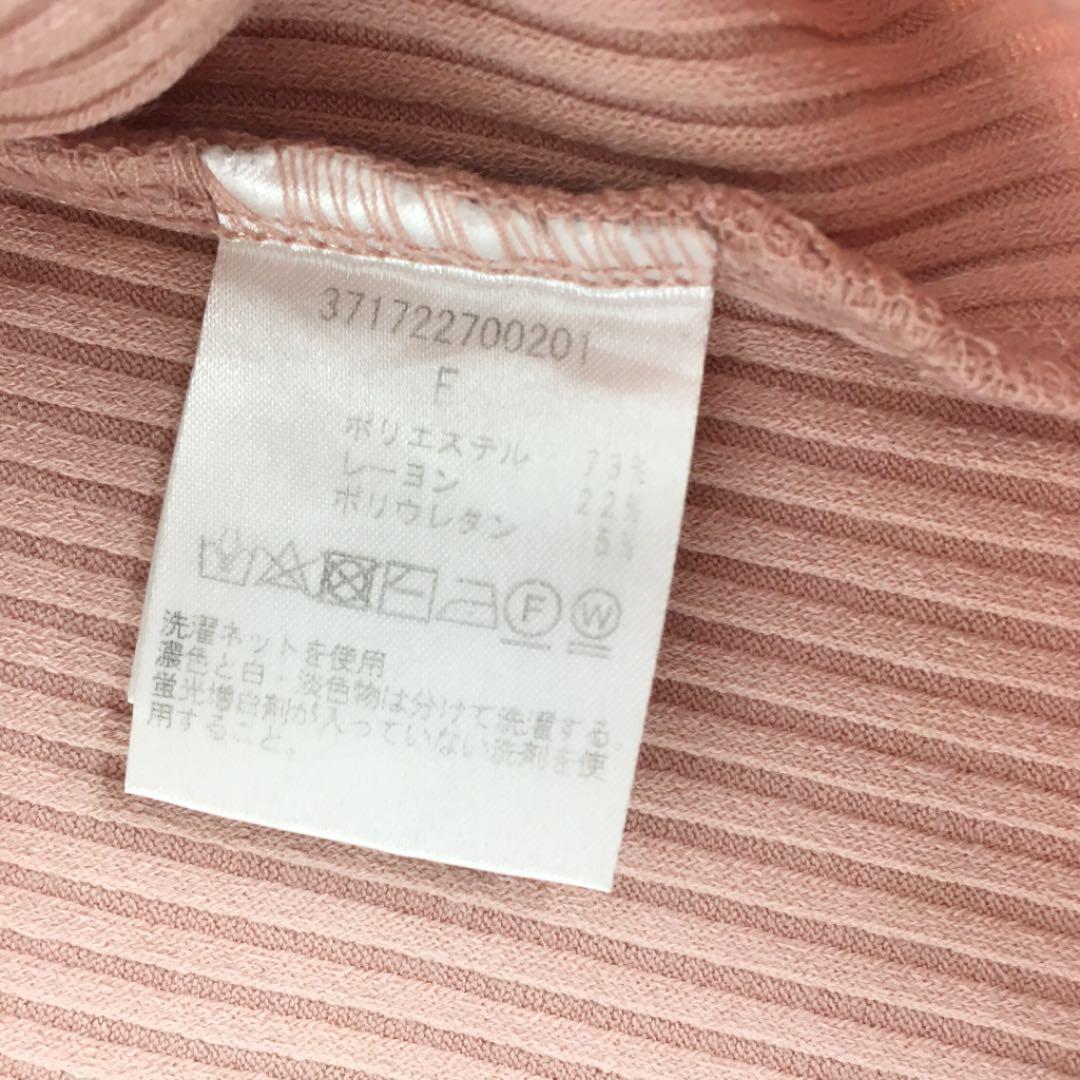 371722700201
F
ポリエステル 73%
レーヨン 22%
ポリウレタン 5%
F W
洗濯ネットを使用
濃色と白・淡色物は分けて洗濯する。
蛍光増白剤が入っていない洗剤を使
用すること。